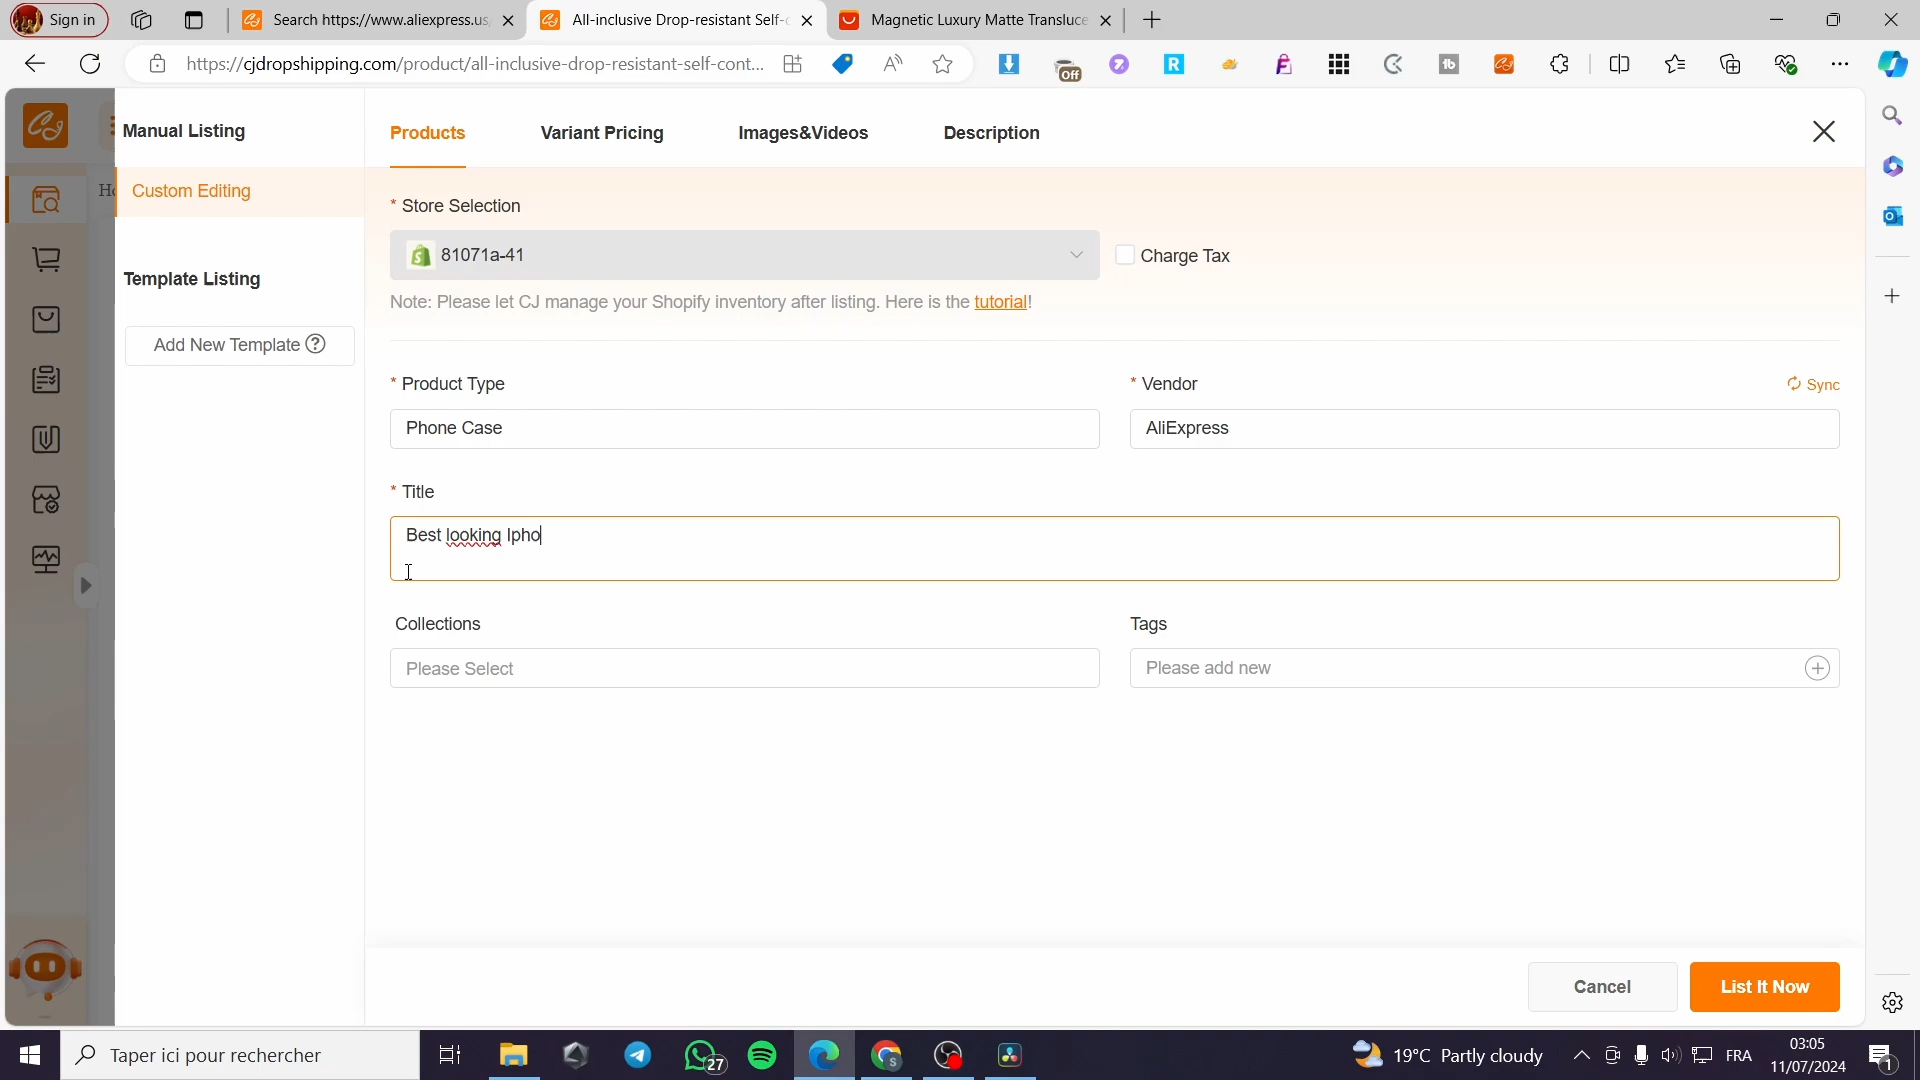 Sign in
Search https://www.aliexpress.us
All-inclusive Drop-resistant Self-
Magnetic Luxury Matte Transluce
https://cjdropshipping.com/product/all-inclusive-drop-resistant-self-cont...
Off
Manual Listing
Products
Variant Pricing
Images&Videos
Description
Custom Editing
* Store Selection
81071a-41
Charge Tax
Note: Please let CJ manage your Shopify inventory after listing. Here is the tutorial!
Template Listing
Add New Template
* Product Type
* Vendor
Sync
Phone Case
AliExpress
* Title
Best looking Ipho
Collections
Tags
Please Select
Please add new
Cancel
List It Now
Taper ici pour rechercher
27
19°C Partly cloudy
FRA
03:05
11/07/2024
1